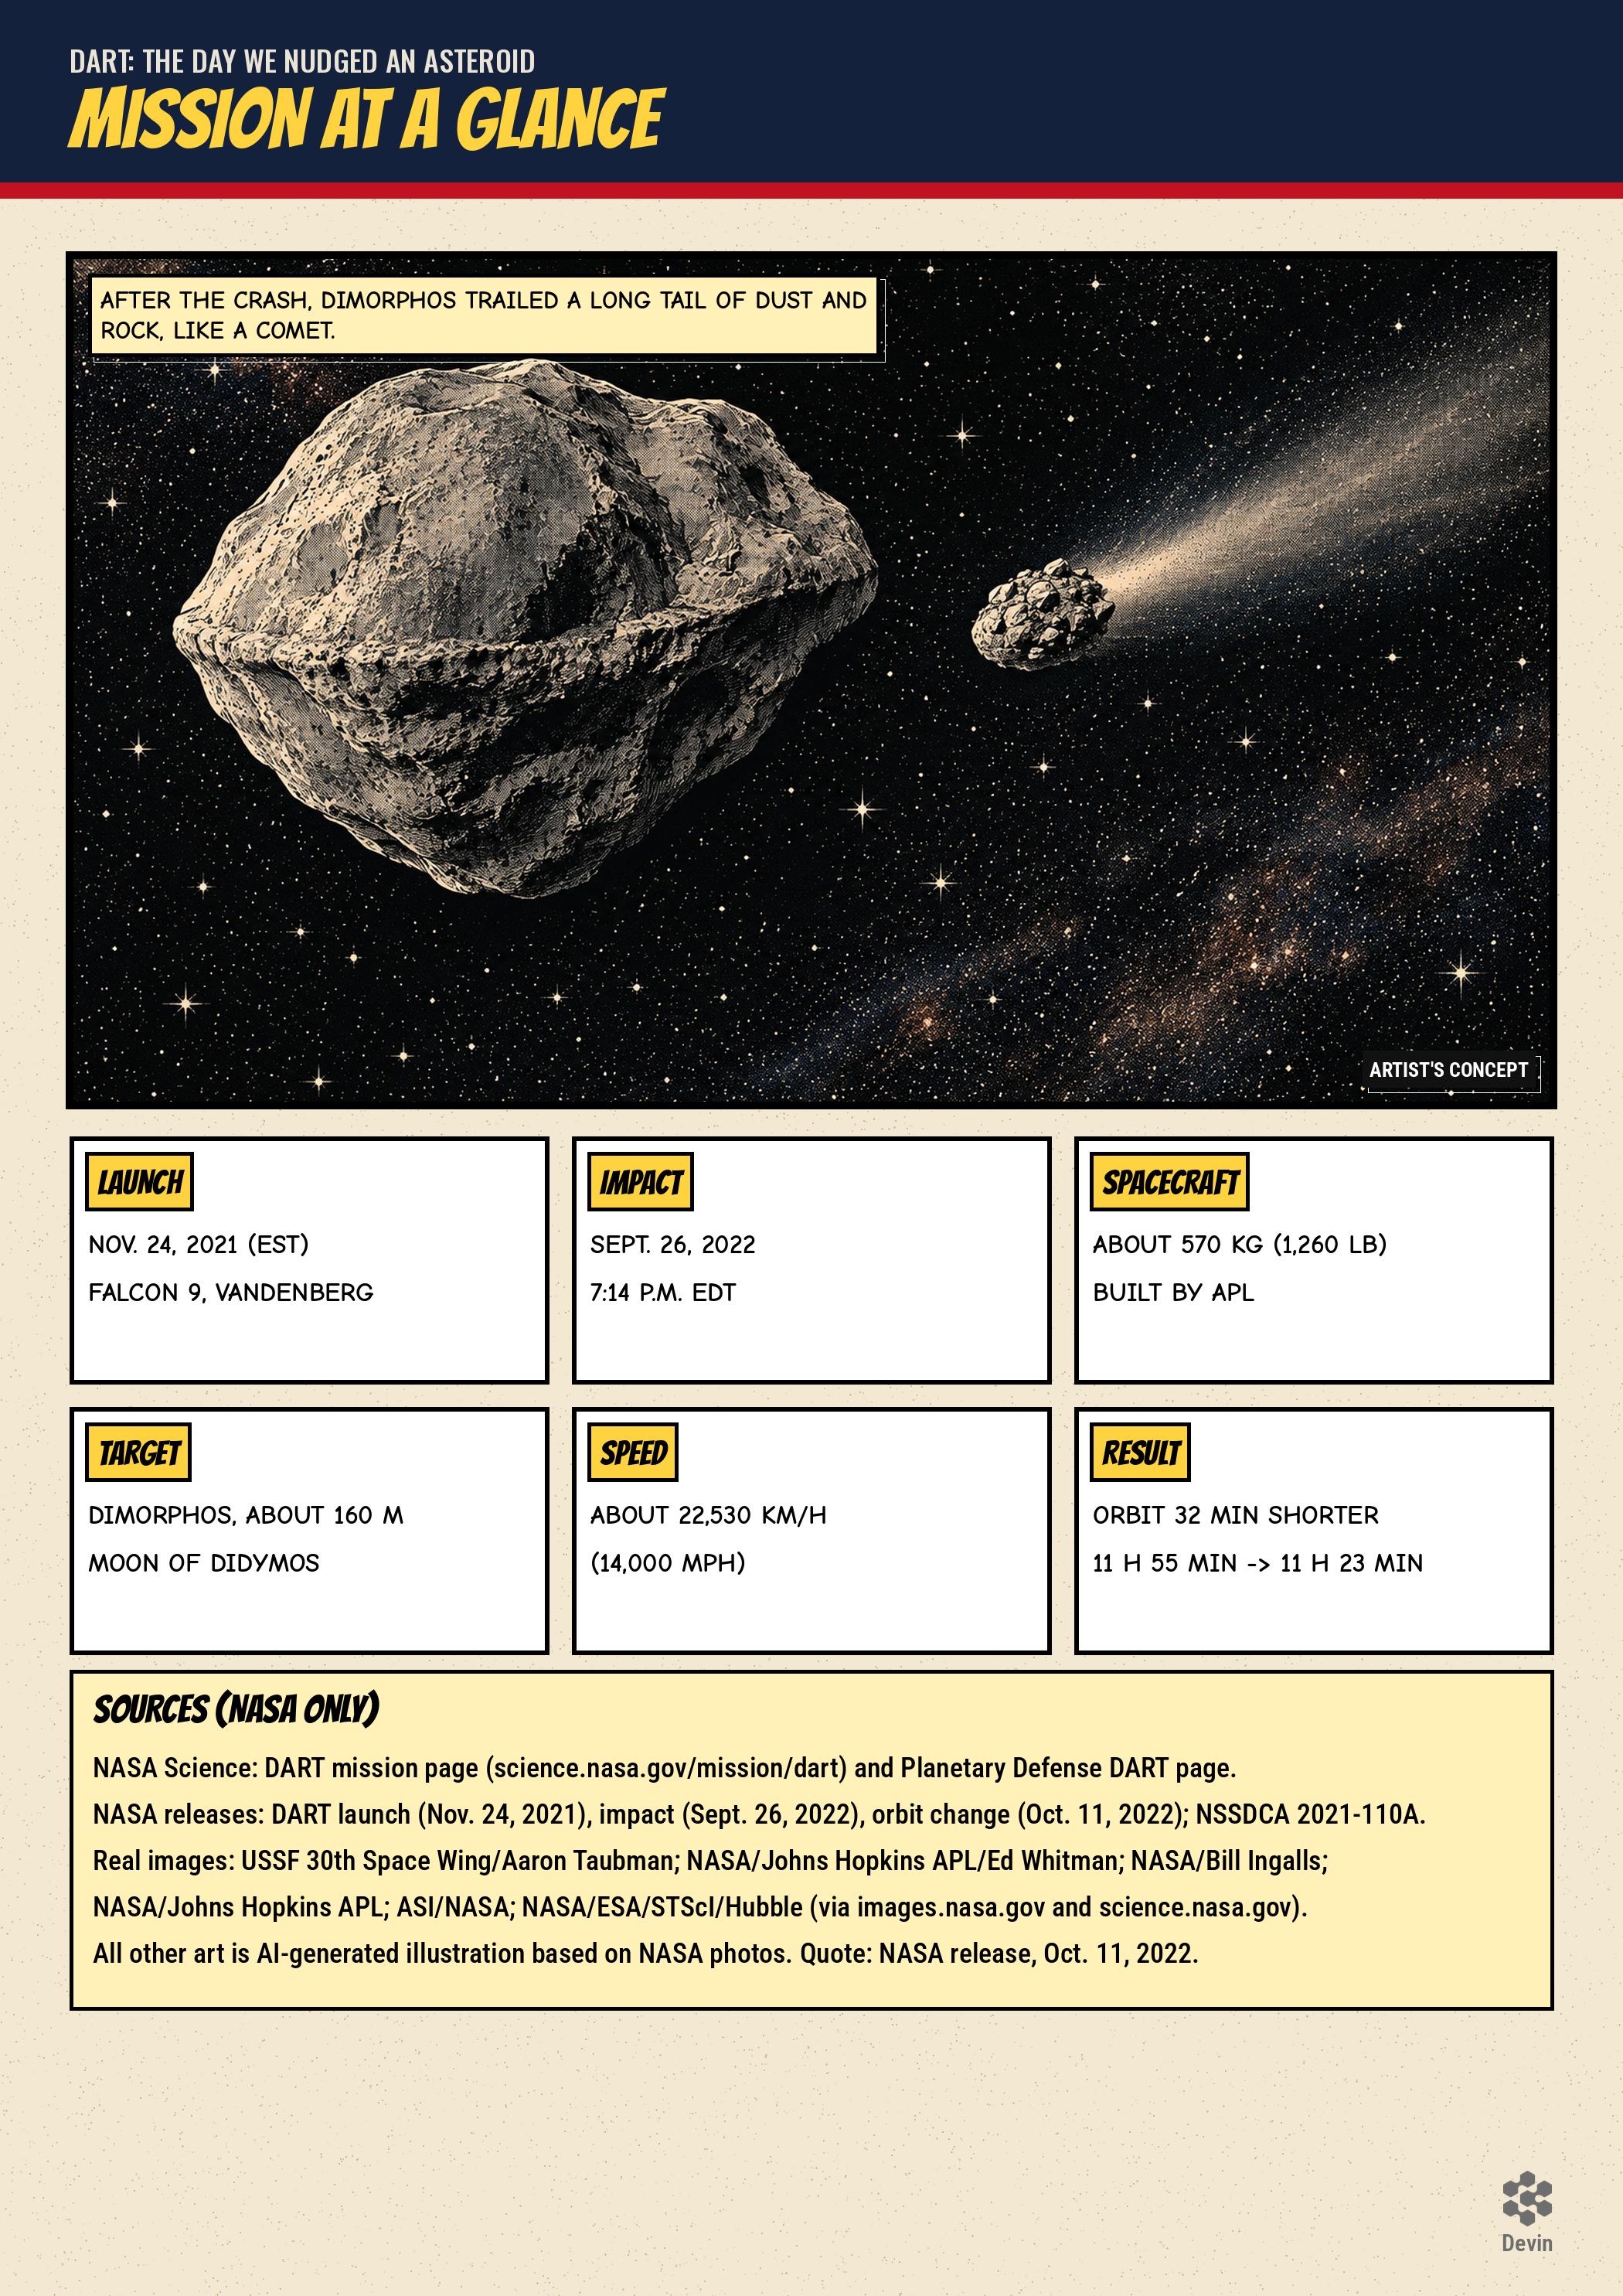 DART: THE DAY WE NUDGED AN ASTEROID
MISSION AT A GLANCE
AFTER THE CRASH, DIMORPHOS TRAILED A LONG TAIL OF DUST AND
ROCK, LIKE A COMET.
ARTIST'S CONCEPT
LAUNCH
NOV. 24, 2021 (EST)
FALCON 9, VANDENBERG
IMPACT
SEPT. 26, 2022
7:14 P.M. EDT
SPACECRAFT
ABOUT 570 KG (1,260 LB)
BUILT BY APL
TARGET
DIMORPHOS, ABOUT 160 M
MOON OF DIDYMOS
SPEED
ABOUT 22,530 KM/H
(14,000 MPH)
RESULT
ORBIT 32 MIN SHORTER
11 H 55 MIN -> 11 H 23 MIN
SOURCES (NASA ONLY)
NASA Science: DART mission page (science.nasa.gov/mission/dart) and Planetary Defense DART page.
NASA releases: DART launch (Nov. 24, 2021), impact (Sept. 26, 2022), orbit change (Oct. 11, 2022); NSSDCA 2021-110A.
Real images: USSF 30th Space Wing/Aaron Taubman; NASA/Johns Hopkins APL/Ed Whitman; NASA/Bill Ingalls;
NASA/Johns Hopkins APL; ASI/NASA; NASA/ESA/STScI/Hubble (via images.nasa.gov and science.nasa.gov).
All other art is AI-generated illustration based on NASA photos. Quote: NASA release, Oct. 11, 2022.
Devin